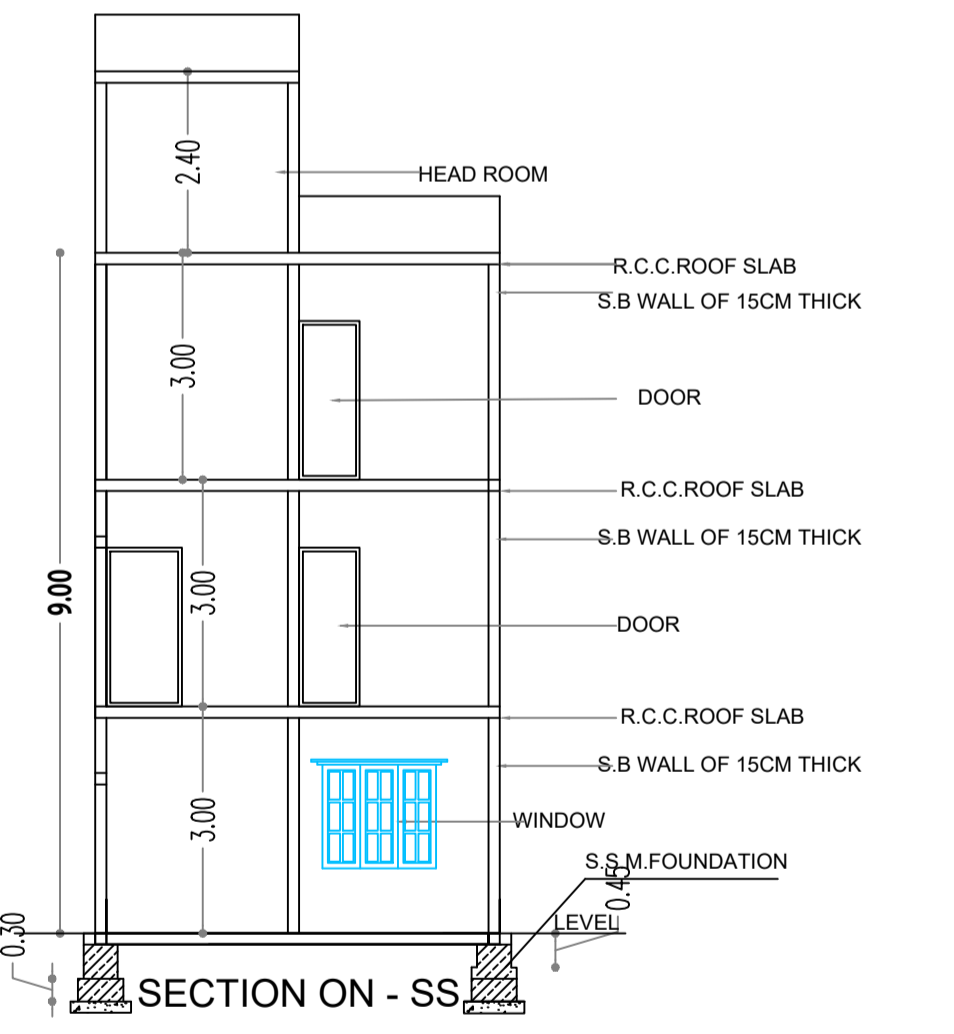 2.40
HEAD ROOM
R.C.C.ROOF SLAB
S.B WALL OF 15CM THICK
3.00
DOOR
R.C.C.ROOF SLAB
S.B WALL OF 15CM THICK
9.00
3.00
DOOR
R.C.C.ROOF SLAB
S.B WALL OF 15CM THICK
3.00
WINDOW
S.S.M.FOUNDATION
0.45
LEVEL
0.30
SECTION ON - SS